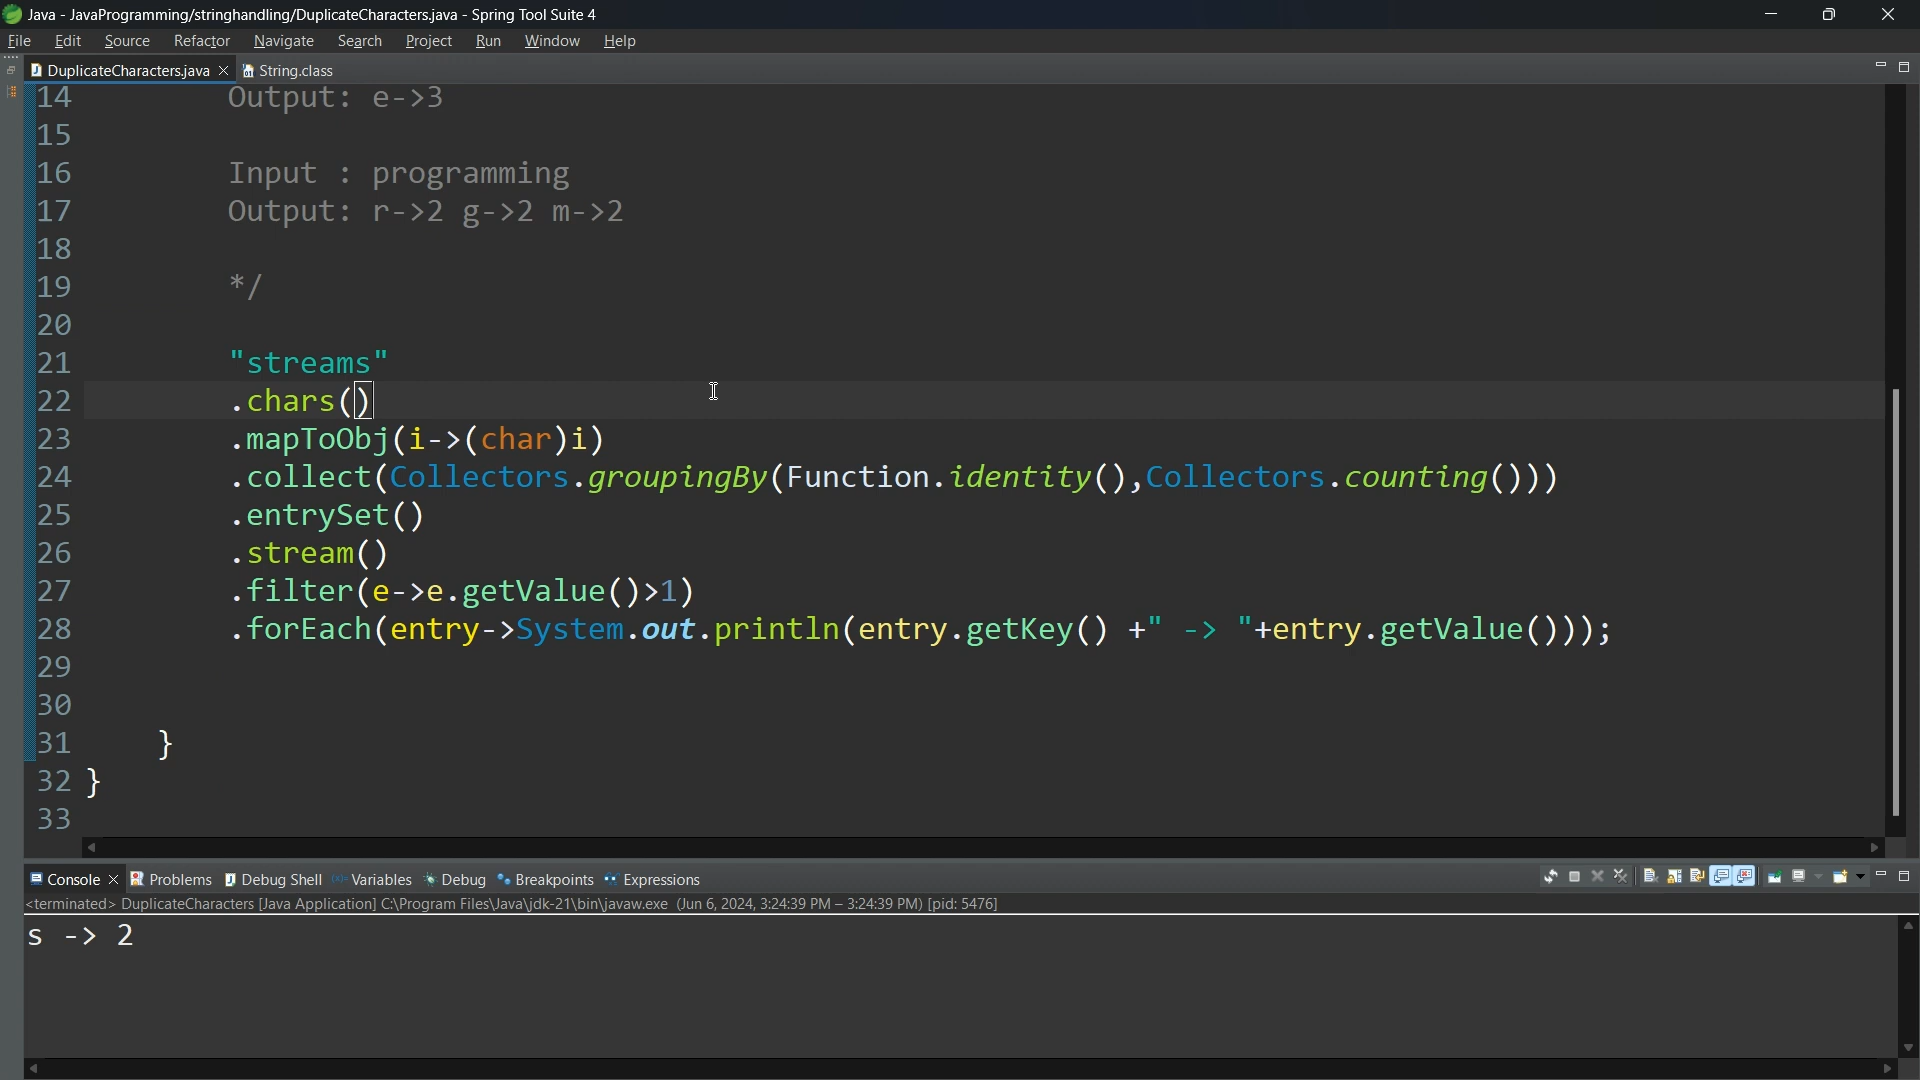 Java - JavaProgramming/stringhandling/DuplicateCharacters.java - Spring Tool Suite 4
File Edit Source Refactor Navigate Search Project Run Window Help
DuplicateCharacters.java String.class
14 Output: e->3
15
16 Input : programming
17 Output: r->2 g->2 m->2
18
19 */
20
21 "streams"
22 .chars()
23 .mapToObj(i->(char)i)
24 .collect(Collectors.groupingBy(Function.identity(),Collectors.counting()))
25 .entrySet()
26 .stream()
27 .filter(e->e.getValue()>1)
28 .forEach(entry->System.out.println(entry.getKey() +" -> "+entry.getValue()));
29
30
31 }
32 }
33
Console Problems Debug Shell Variables Debug Breakpoints Expressions
<terminated> DuplicateCharacters [Java Application] C:\Program Files\Java\jdk-21\bin\javaw.exe (Jun 6, 2024, 3:24:39 PM – 3:24:39 PM) [pid: 5476]
s -> 2